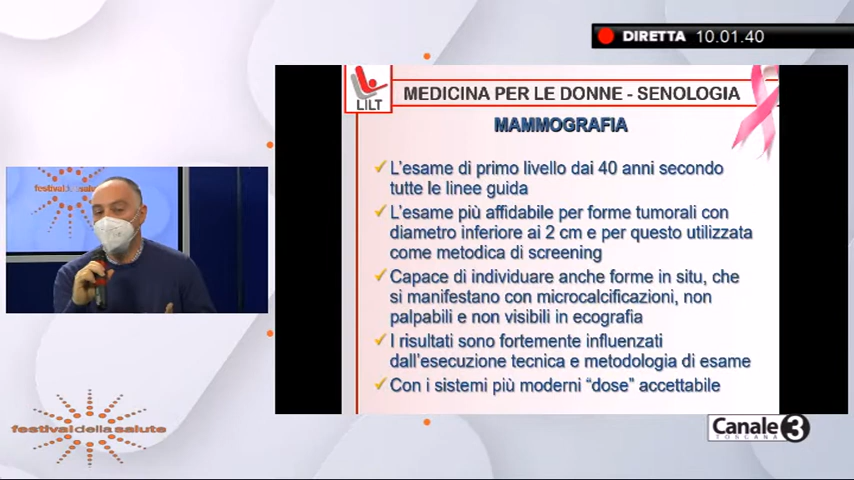 DIRETTA 10.01.40
LILT
MEDICINA PER LE DONNE - SENOLOGIA
MAMMOGRAFIA
L'esame di primo livello dai 40 anni secondo
tutte le linee guida
L'esame più affidabile per forme tumorali con
diametro inferiore ai 2 cm e per questo utilizzata
come metodica di screening
Capace di individuare anche forme in situ, che
si manifestano con microcalcificazioni, non
palpabili e non visibili in ecografia
I risultati sono fortemente influenzati
dall'esecuzione tecnica e metodologia di esame
Con i sistemi più moderni “dose” accettabile
festivaldellasalute
festivaldellasalute
Canale 3
TOSCANA